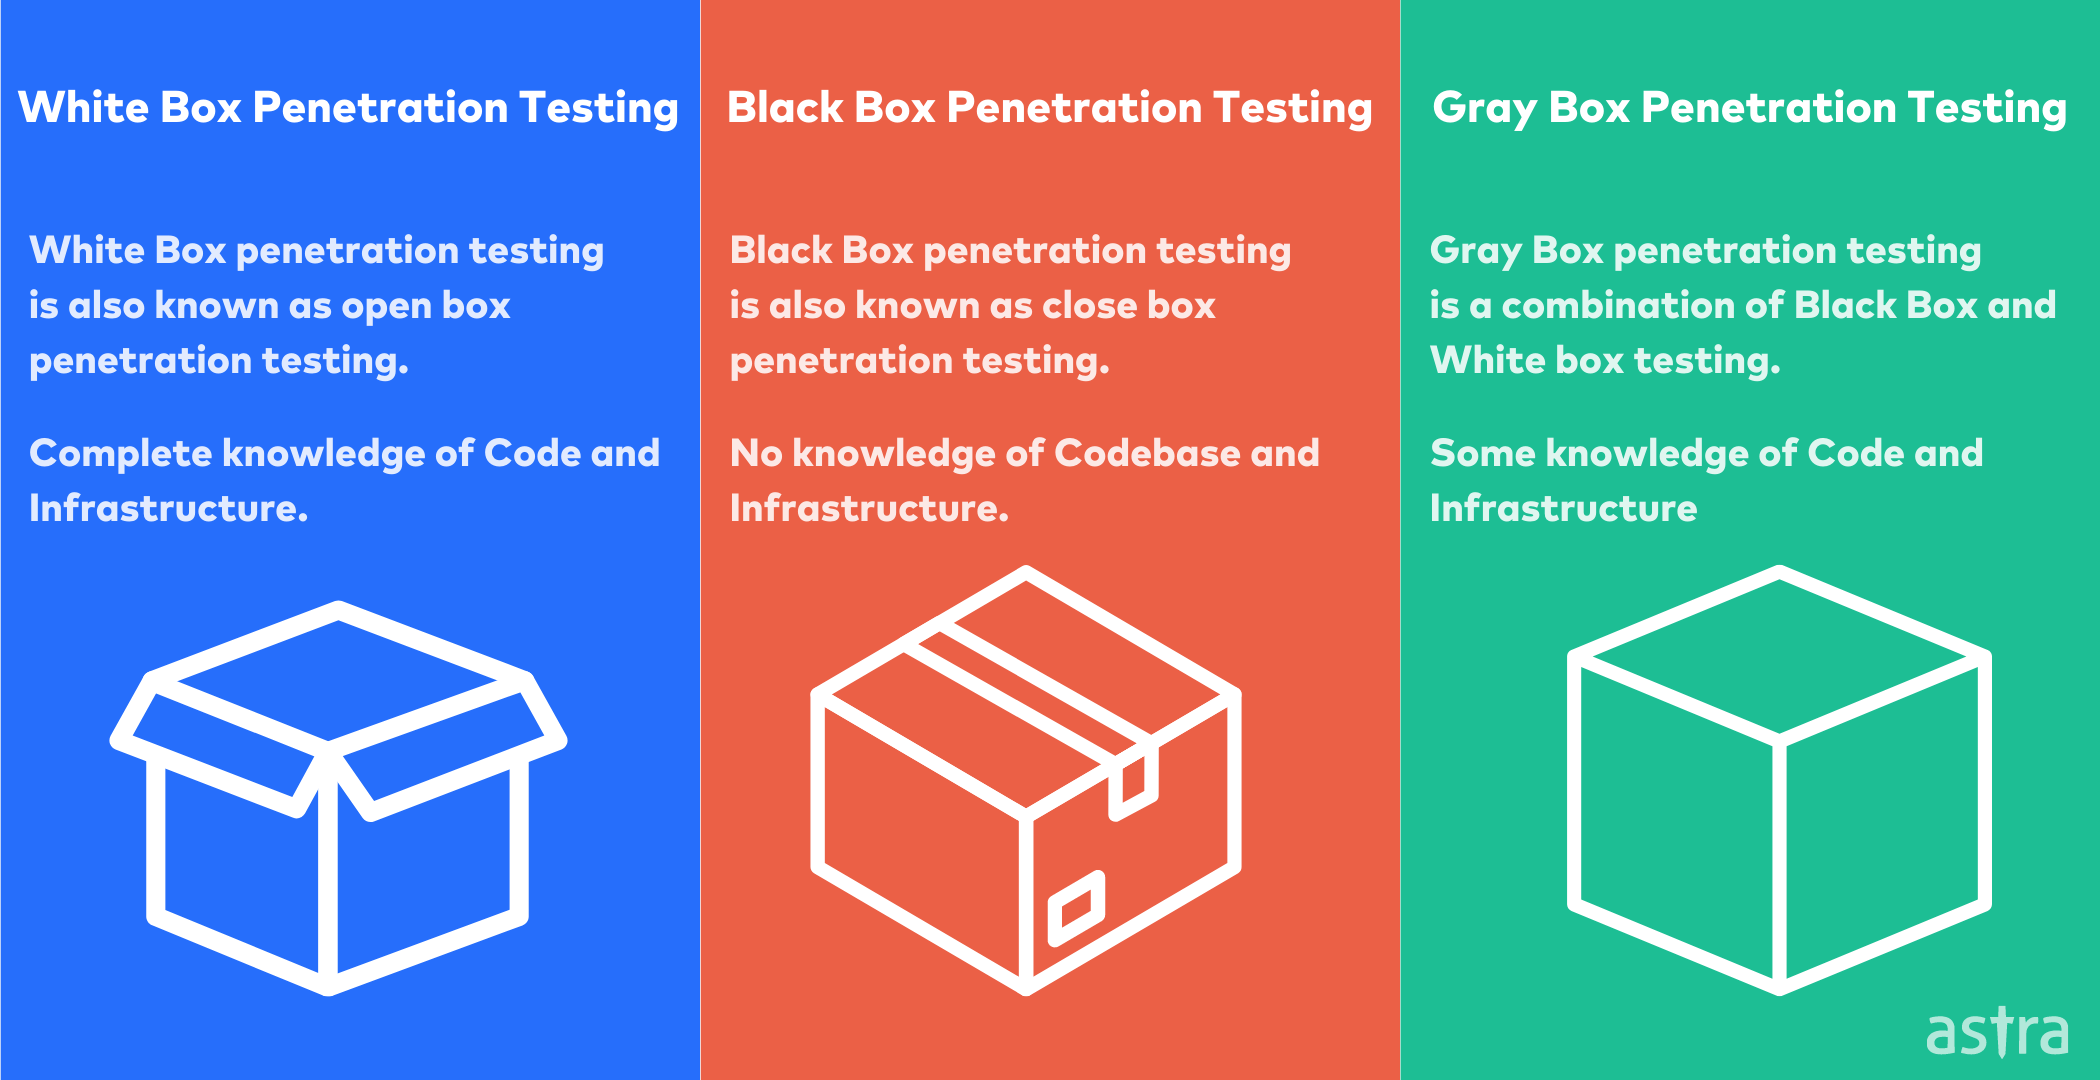 White Box Penetration Testing
White Box penetration testing
is also known as open box
penetration testing.
Complete knowledge of Code and
Infrastructure.
Black Box Penetration Testing
Black Box penetration testing
is also known as close box
penetration testing.
No knowledge of Codebase and
Infrastructure.
Gray Box Penetration Testing
Gray Box penetration testing
is a combination of Black Box and
White box testing.
Some knowledge of Code and
Infrastructure
astra